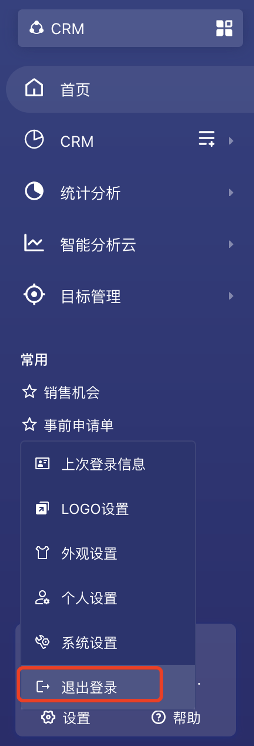 CRM
首页
CRM
统计分析
智能分析云
目标管理
常用
销售机会
事前申请单
上次登录信息
LOGO设置
外观设置
个人设置
系统设置
退出登录
设置 帮助